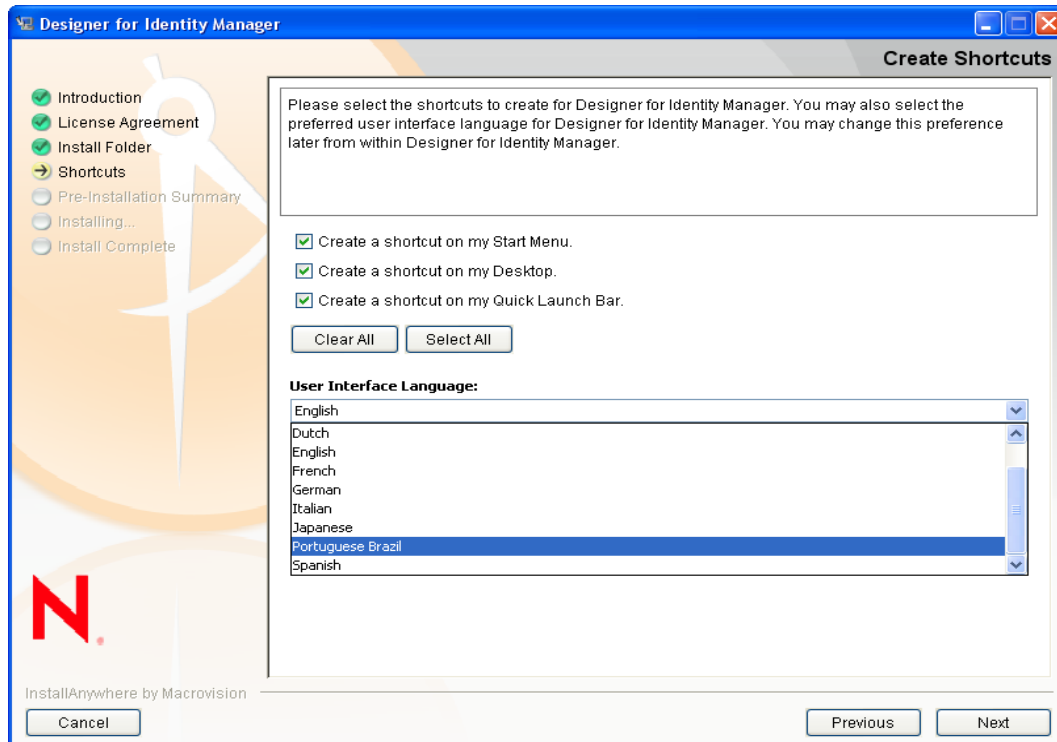 Designer for Identity Manager
Create Shortcuts
Introduction
License Agreement
Install Folder
Shortcuts
Pre-Installation Summary
Installing...
Install Complete
Please select the shortcuts to create for Designer for Identity Manager. You may also select the
preferred user interface language for Designer for Identity Manager. You may change this preference
later from within Designer for Identity Manager.
Create a shortcut on my Start Menu.
Create a shortcut on my Desktop.
Create a shortcut on my Quick Launch Bar.
Clear All
Select All
User Interface Language:
English
Dutch
English
French
German
Italian
Japanese
Portuguese Brazil
Spanish
N.
InstallAnywhere by Macrovision
Cancel
Previous
Next